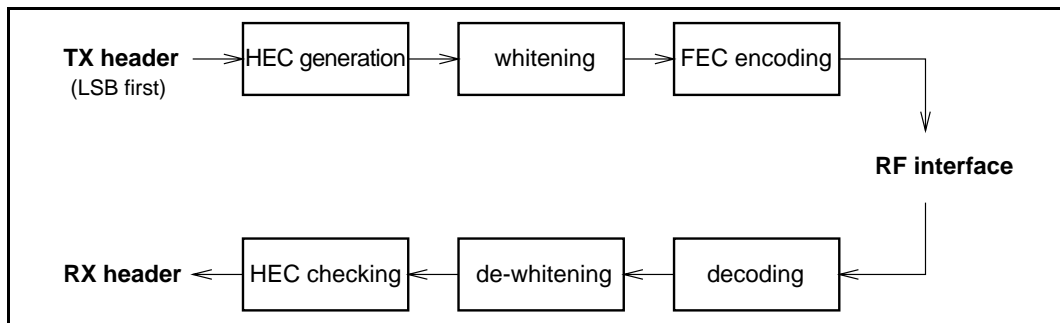 TX header
(LSB first)
HEC generation
whitening
FEC encoding
RF interface
RX header
HEC checking
de-whitening
decoding